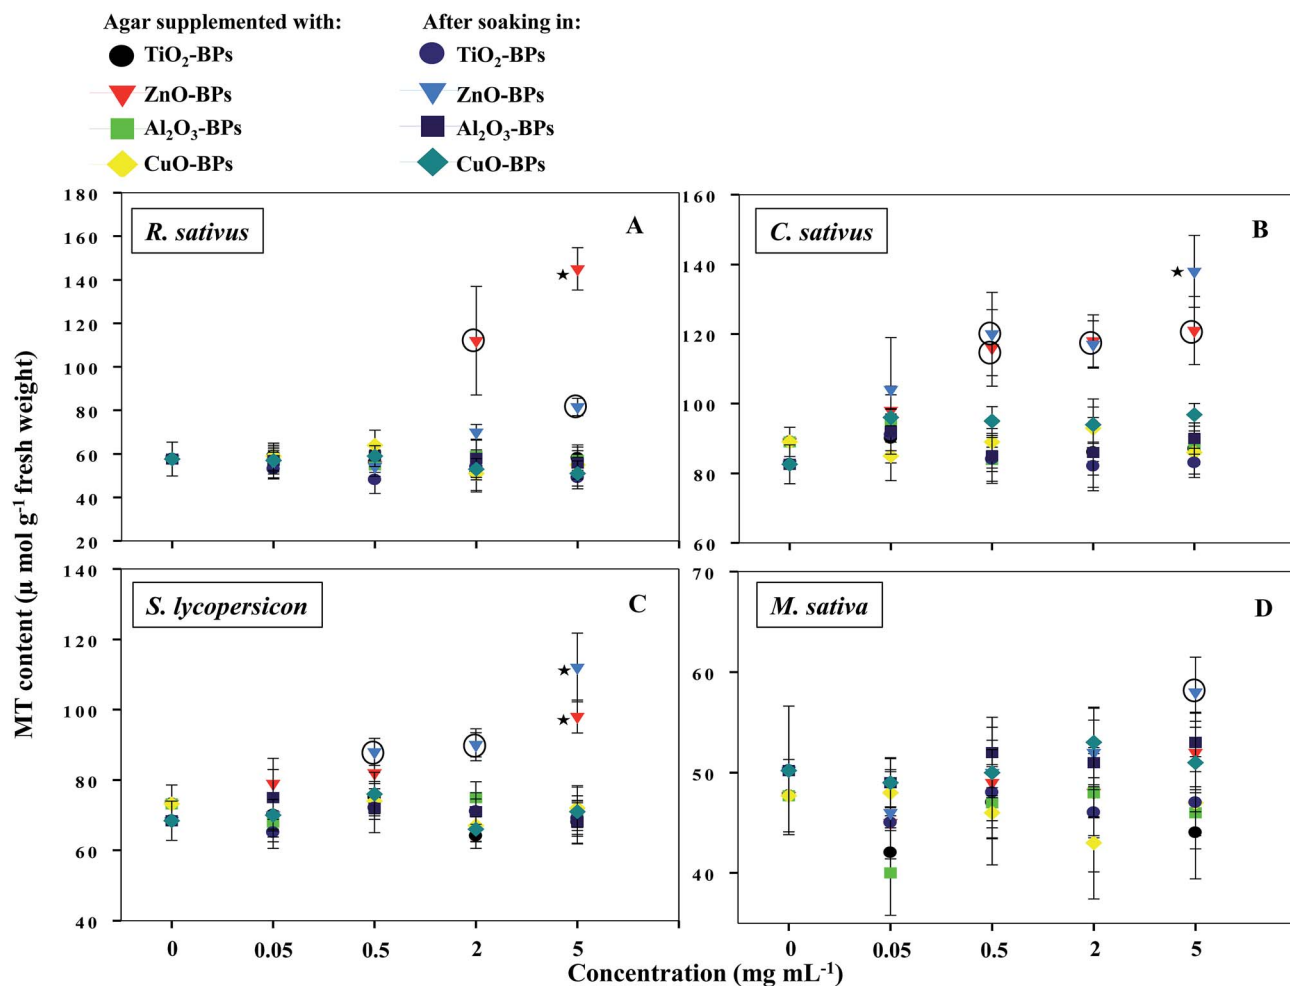 Agar supplemented with: After soaking in:
TiO₂-BPs TiO₂-BPs
ZnO-BPs ZnO-BPs
Al₂O₃-BPs Al₂O₃-BPs
CuO-BPs CuO-BPs
MT content (μ mol g⁻¹ fresh weight)
R. sativus A
180
160
140
120
100
80
60
40
20
C. sativus B
160
140
120
100
80
60
S. lycopersicon C
140
120
100
80
60
40
0 0.05 0.5 2 5
M. sativa D
70
60
50
40
0 0.05 0.5 2 5
Concentration (mg mL⁻¹)